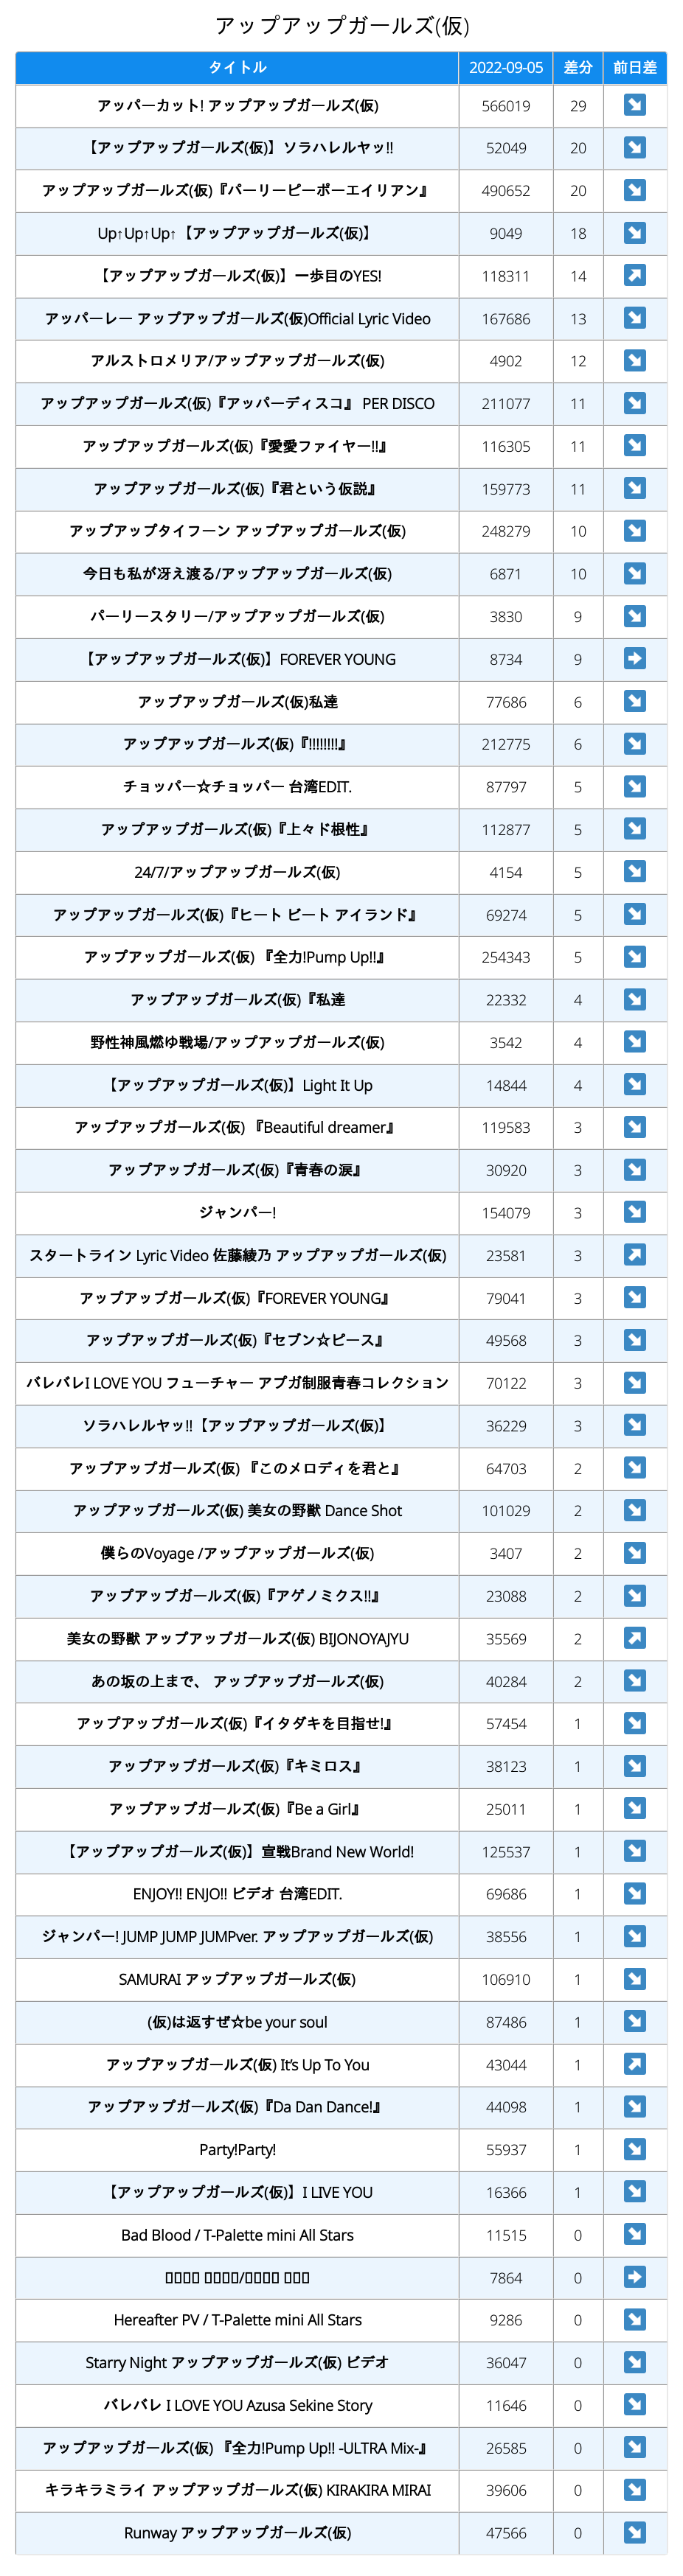 アップアップガールズ(仮)
タイトル 2022-09-05 差分 前日差
アッパーカット! アップアップガールズ(仮) 566019 29 ↘
【アップアップガールズ(仮)】ソラハレルヤッ!! 52049 20 ↘
アップアップガールズ(仮)『パーリーピーポーエイリアン』 490652 20 ↘
Up↑Up↑Up↑【アップアップガールズ(仮)】 9049 18 ↘
【アップアップガールズ(仮)】一歩目のYES! 118311 14 ↗
アッパーレー アップアップガールズ(仮)Official Lyric Video 167686 13 ↘
アルストロメリア/アップアップガールズ(仮) 4902 12 ↘
アップアップガールズ(仮)『アッパーディスコ』 PER DISCO 211077 11 ↘
アップアップガールズ(仮)『愛愛ファイヤー!!』 116305 11 ↘
アップアップガールズ(仮)『君という仮説』 159773 11 ↘
アップアップタイフーン アップアップガールズ(仮) 248279 10 ↘
今日も私が冴え渡る/アップアップガールズ(仮) 6871 10 ↘
パーリースタリー/アップアップガールズ(仮) 3830 9 ↘
【アップアップガールズ(仮)】FOREVER YOUNG 8734 9 ➡
アップアップガールズ(仮)私達 77686 6 ↘
アップアップガールズ(仮)『!!!!!!!!』 212775 6 ↘
チョッパー☆チョッパー 台湾EDIT. 87797 5 ↘
アップアップガールズ(仮)『上々ド根性』 112877 5 ↘
24/7/アップアップガールズ(仮) 4154 5 ↘
アップアップガールズ(仮)『ヒート ビート アイランド』 69274 5 ↘
アップアップガールズ(仮) 『全力!Pump Up!!』 254343 5 ↘
アップアップガールズ(仮)『私達 22332 4 ↘
野性神風燃ゆ戦場/アップアップガールズ(仮) 3542 4 ↘
【アップアップガールズ(仮)】Light It Up 14844 4 ↘
アップアップガールズ(仮) 『Beautiful dreamer』 119583 3 ↘
アップアップガールズ(仮)『青春の涙』 30920 3 ↘
ジャンパー! 154079 3 ↘
スタートライン Lyric Video 佐藤綾乃 アップアップガールズ(仮) 23581 3 ↗
アップアップガールズ(仮)『FOREVER YOUNG』 79041 3 ↘
アップアップガールズ(仮)『セブン☆ピース』 49568 3 ↘
バレバレI LOVE YOU フューチャー アプガ制服青春コレクション 70122 3 ↘
ソラハレルヤッ!!【アップアップガールズ(仮)】 36229 3 ↘
アップアップガールズ(仮) 『このメロディを君と』 64703 2 ↘
アップアップガールズ(仮) 美女の野獣 Dance Shot 101029 2 ↘
僕らのVoyage /アップアップガールズ(仮) 3407 2 ↘
アップアップガールズ(仮)『アゲノミクス!!』 23088 2 ↘
美女の野獣 アップアップガールズ(仮) BIJONOYAJYU 35569 2 ↗
あの坂の上まで、 アップアップガールズ(仮) 40284 2 ↘
アップアップガールズ(仮)『イタダキを目指せ!』 57454 1 ↘
アップアップガールズ(仮)『キミロス』 38123 1 ↘
アップアップガールズ(仮)『Be a Girl』 25011 1 ↘
【アップアップガールズ(仮)】宣戦Brand New World! 125537 1 ↘
ENJOY!! ENJO!! ビデオ 台湾EDIT. 69686 1 ↘
ジャンパー! JUMP JUMP JUMPver. アップアップガールズ(仮) 38556 1 ↘
SAMURAI アップアップガールズ(仮) 106910 1 ↘
(仮)は返すぜ☆be your soul 87486 1 ↘
アップアップガールズ(仮) It's Up To You 43044 1 ↗
アップアップガールズ(仮)『Da Dan Dance!』 44098 1 ↘
Party!Party! 55937 1 ↘
【アップアップガールズ(仮)】I LIVE YOU 16366 1 ↘
Bad Blood / T-Palette mini All Stars 11515 0 ↘
▯▯▯▯ ▯▯▯▯/▯▯▯▯ ▯▯▯ 7864 0 ➡
Hereafter PV / T-Palette mini All Stars 9286 0 ↘
Starry Night アップアップガールズ(仮) ビデオ 36047 0 ↘
バレバレ I LOVE YOU Azusa Sekine Story 11646 0 ↘
アップアップガールズ(仮) 『全力!Pump Up!! -ULTRA Mix-』 26585 0 ↘
キラキラミライ アップアップガールズ(仮) KIRAKIRA MIRAI 39606 0 ↘
Runway アップアップガールズ(仮) 47566 0 ↘